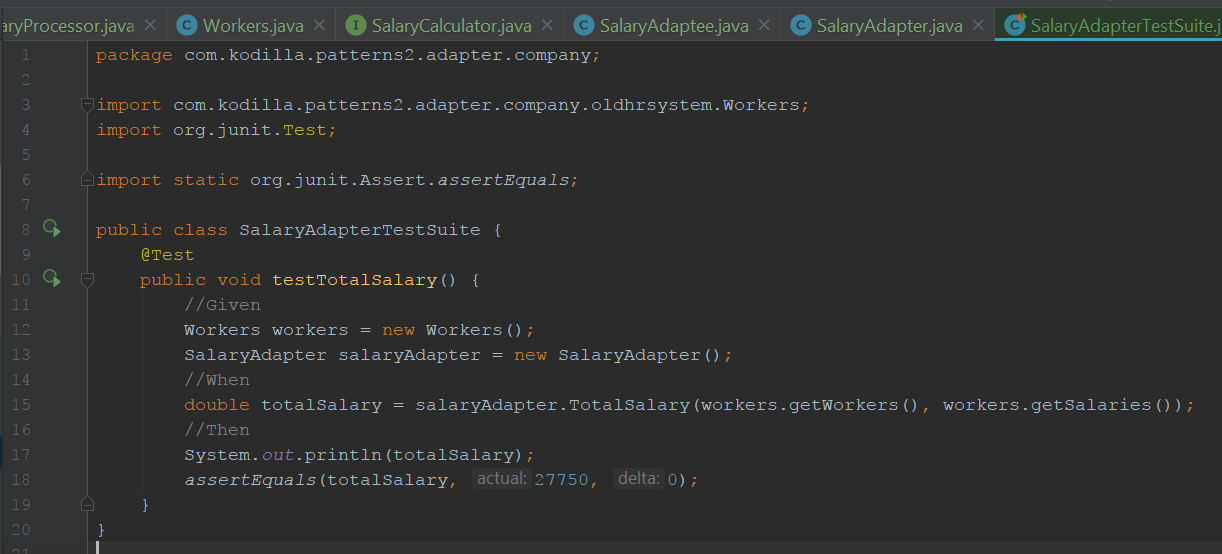 aryProcessor.java Workers.java SalaryCalculator.java SalaryAdaptee.java SalaryAdapter.java SalaryAdapterTestSuite.j
1 package com.kodilla.patterns2.adapter.company;
2
3 import com.kodilla.patterns2.adapter.company.oldhrsystem.Workers;
4 import org.junit.Test;
5
6 import static org.junit.Assert.assertEquals;
7
8 public class SalaryAdapterTestSuite {
9 @Test
10 public void testTotalSalary() {
11 //Given
12 Workers workers = new Workers();
13 SalaryAdapter salaryAdapter = new SalaryAdapter();
14 //When
15 double totalSalary = salaryAdapter.TotalSalary(workers.getWorkers(), workers.getSalaries());
16 //Then
17 System.out.println(totalSalary);
18 assertEquals(totalSalary, actual: 27750, delta: 0);
19 }
20 }
21